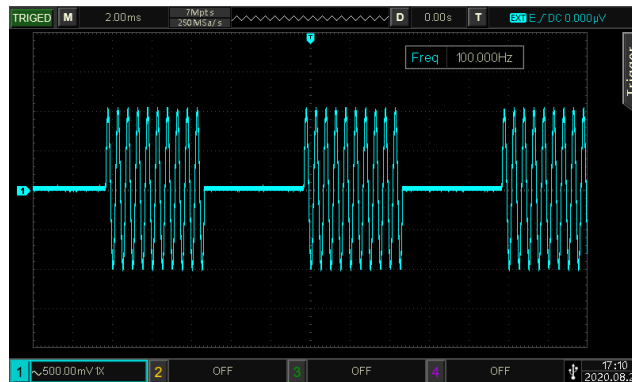 TRIGED M 2.00ms 7Mpts 250MSa/s D 0.00s T EXT E DC 0.000μV
T
Freq 100.000Hz
Trigger
1
1 500.00mV 1X 2 OFF 3 OFF 4 OFF 17:10
2020.08.